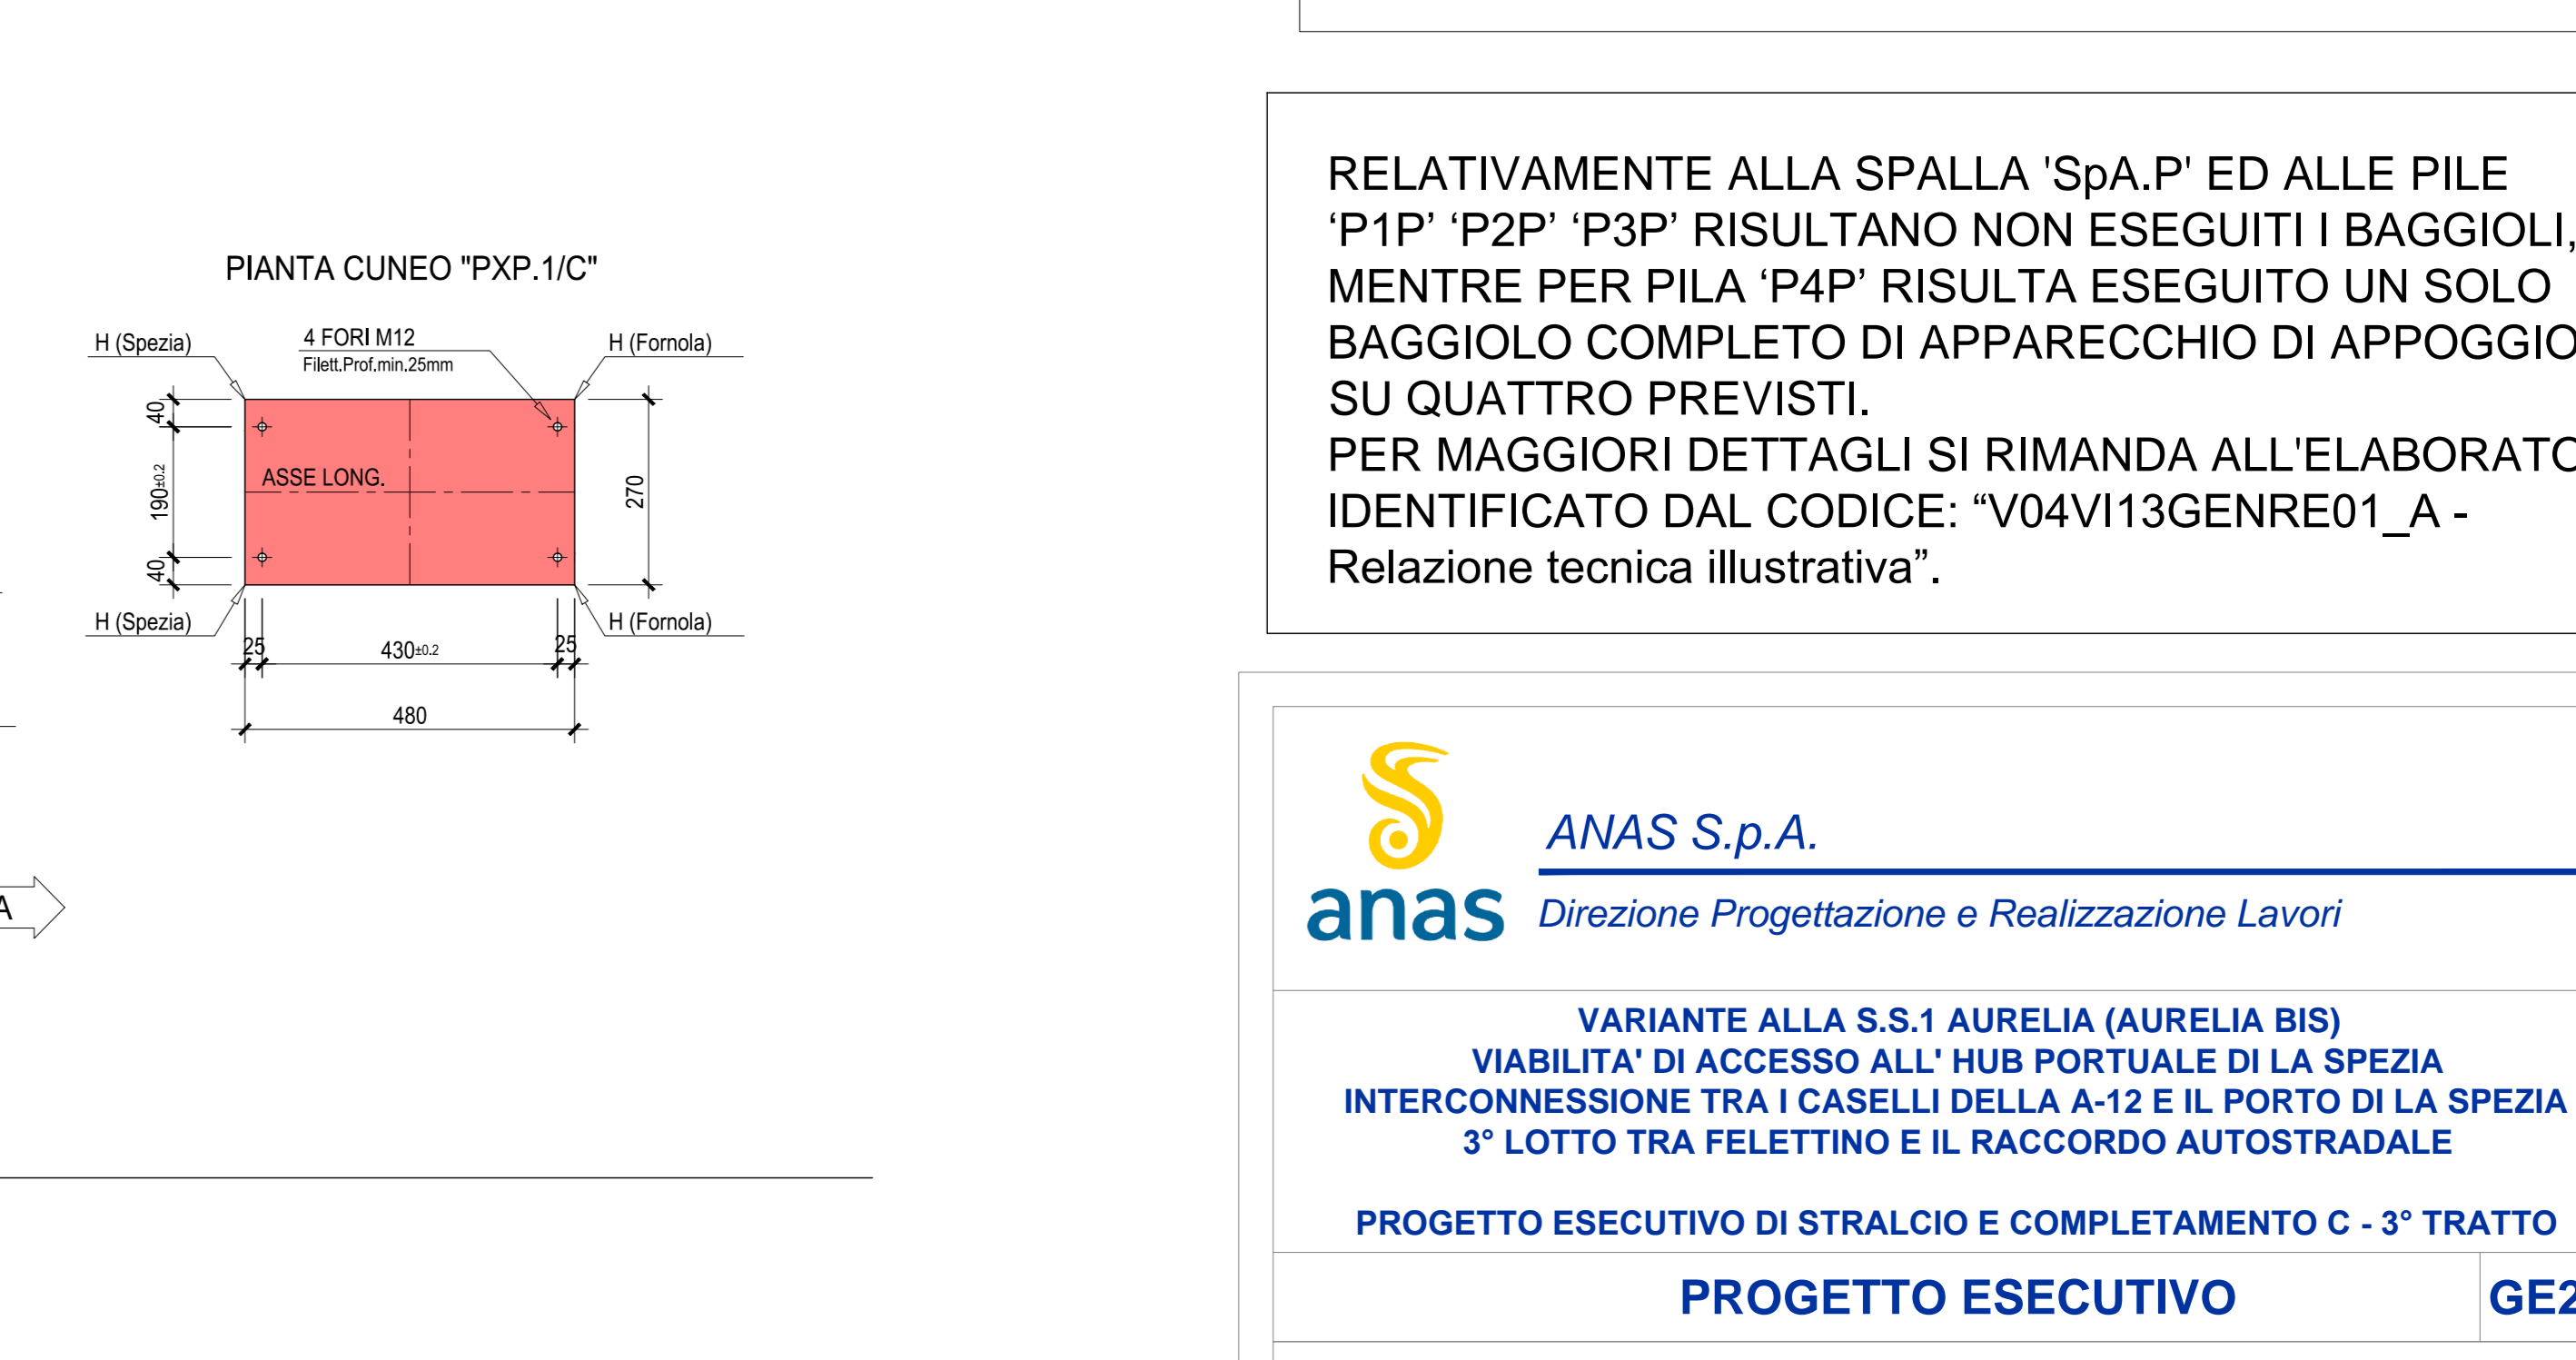 PIANTA CUNEO "PXP.1/C"
H (Spezia)
4 FORI M12
Filett.Prof.min.25mm
H (Fornola)
40
190±0.2
40
ASSE LONG.
270
H (Spezia)
H (Fornola)
25
430±0.2
25
480
A
RELATIVAMENTE ALLA SPALLA 'SpA.P' ED ALLE PILE
‘P1P’ ‘P2P’ ‘P3P’ RISULTANO NON ESEGUITI I BAGGIOLI,
MENTRE PER PILA ‘P4P’ RISULTA ESEGUITO UN SOLO
BAGGIOLO COMPLETO DI APPARECCHIO DI APPOGGIO
SU QUATTRO PREVISTI.
PER MAGGIORI DETTAGLI SI RIMANDA ALL'ELABORATO
IDENTIFICATO DAL CODICE: “V04VI13GENRE01_A -
Relazione tecnica illustrativa”.
anas
ANAS S.p.A.
Direzione Progettazione e Realizzazione Lavori
VARIANTE ALLA S.S.1 AURELIA (AURELIA BIS)
VIABILITA' DI ACCESSO ALL' HUB PORTUALE DI LA SPEZIA
INTERCONNESSIONE TRA I CASELLI DELLA A-12 E IL PORTO DI LA SPEZIA
3° LOTTO TRA FELETTINO E IL RACCORDO AUTOSTRADALE
PROGETTO ESECUTIVO DI STRALCIO E COMPLETAMENTO C - 3° TRATTO
PROGETTO ESECUTIVO
GE2